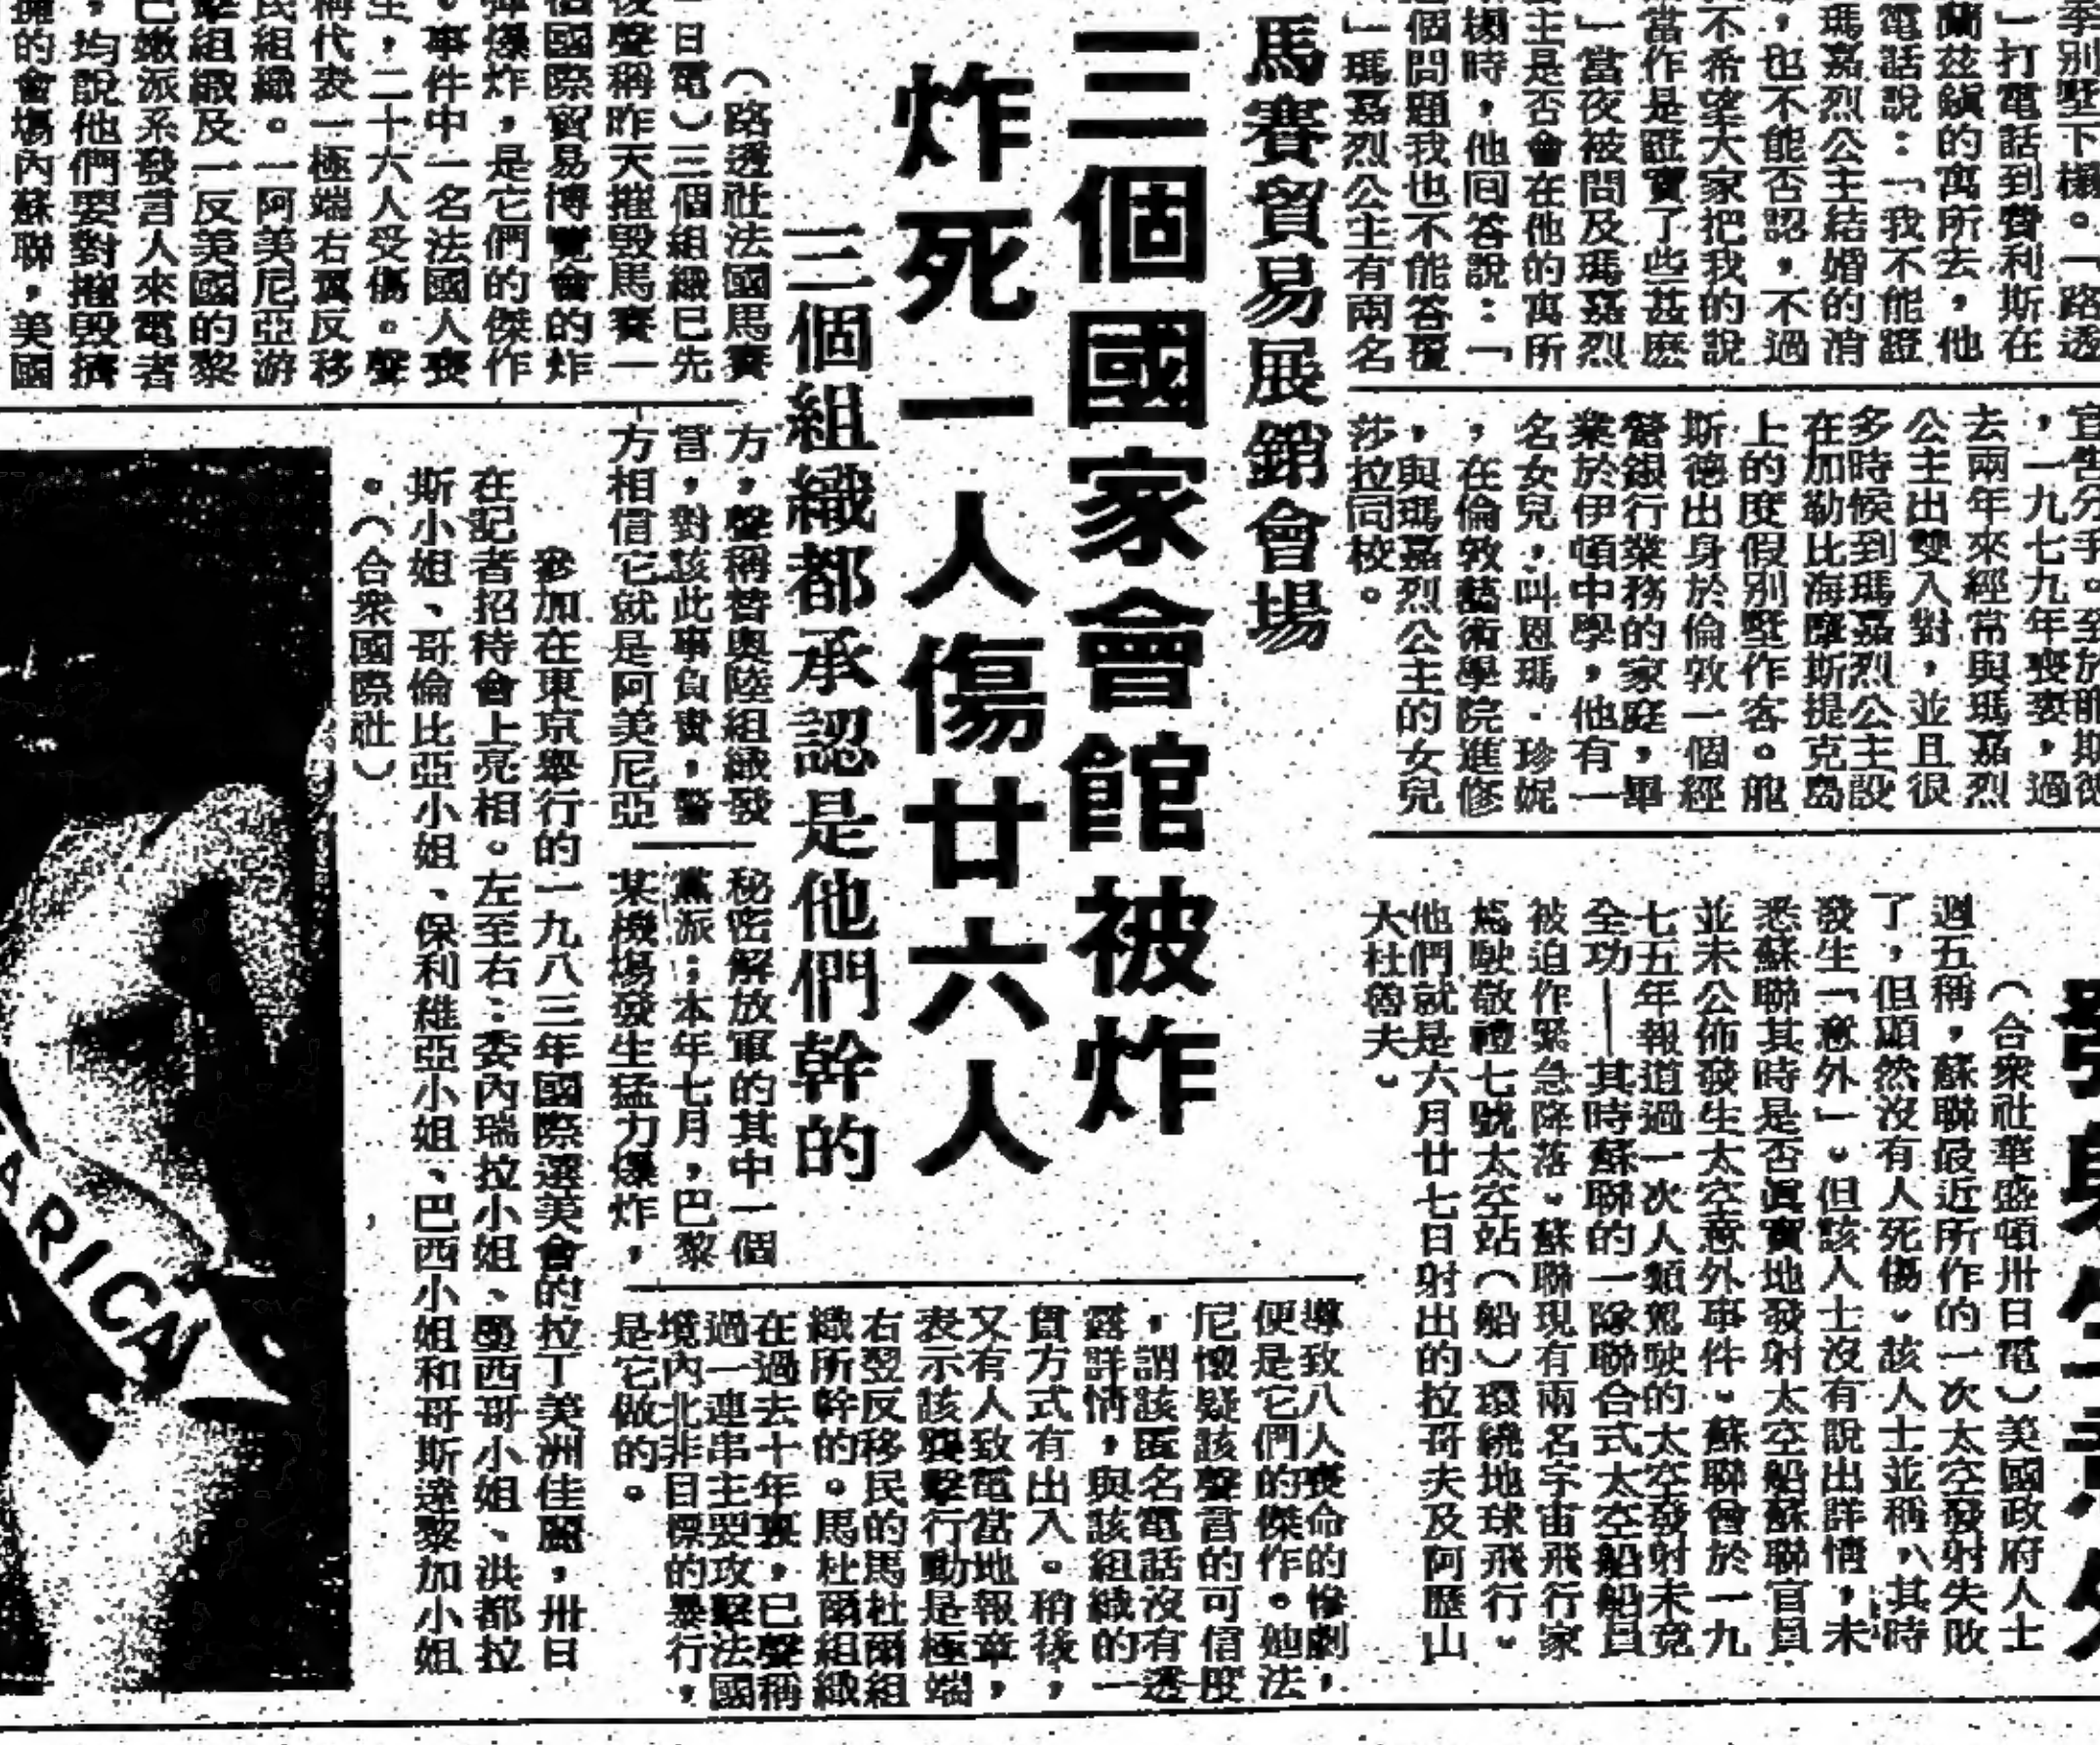 季別墅下榻。「路透
」打電話到費利斯在
蘭茲鎮的寓所去，他
電話說：「我不能證
瑪嘉烈公主結婚的消
，也不能否認，不過
不希望大家把我的說
當作是證實了些甚麼
」當夜被問及瑪嘉烈
主是否會在他的寓所
榻時，他回答說：「
個問題我也不能答覆
」瑪嘉烈公主有兩名
，一九七九年喪妻，過
去兩年來經常與瑪嘉烈
公主出雙入對，並且很
多時候到瑪嘉烈公主設
在加勒比海摩斯提克島
上的度假別墅作客。
斯德出身於倫敦一個經
營銀行業務的家庭，畢
業於伊頓中學，他有一
名女兒，叫恩瑪·珍妮
，在倫敦藝術學院進修
，與瑪嘉烈公主的女兒
莎拉同校。
（合衆社華盛頓卅日電）美國政府人士
週五稱，蘇聯最近所作的一次太空發射失敗
了，但顯然沒有人死傷。該人士並稱，其時
發生「意外」。但該人士沒有說出詳情，未
悉蘇聯其時是否眞實地發射太空船蘇聯官員
並未公佈發生太空意外事件。蘇聯會於一九
七五年報道過一次人類駕駛的太空發射未竟
全功——其時蘇聯的一隊聯合式太空船船員
被迫作緊急降落。蘇聯現有兩名宇宙飛行家
駕駛敬禮七號太空站（船）環繞地球飛行。
他們就是六月廿七日射出的拉哥夫及阿歷山
大杜魯夫。
馬賽貿易展銷會場
三個國家會館被炸
炸死一人傷廿六人
三個組織都承認是他們幹的
（路透社法國馬賽
日電）三個組織已先
後聲稱昨天摧毀馬賽一
個國際貿易博覽會的炸
彈爆炸，是它們的傑作
。事件中一名法國人喪
生，二十六人受傷。聲
稱代表一極端右翼反移
民組織。一阿美尼亞游
擊組織及一反美國的黎
巴嫩派系發言人來電者
，均說他們要對摧毀擠
擁的會場內蘇聯，美國
方，聲稱替奧陸組織發
言，對該此事負責，警
方相信它就是阿美尼亞
秘密解放軍的其中一個
黨派；本年七月，巴黎
某機場發生猛力爆炸，
導致八人喪命的慘劇，
便是它們的傑作。他法
尼懷疑該聲言的可信度
，謂該匿名電話沒有透
露詳情，與該組織的一
貫方式有出入。稍後，
又有人致電當地報章，
表示該襲擊行動是極端
右翌反移民的馬杜爾組
織所幹的。馬杜爾組織
在過去十年裏，已聲稱
過一連串主要攻擊法國
境內北非目標的暴行，
是它做的。
參加在東京舉行的一九八三年國際選美會的拉丁美洲佳麗，卅日
在記者招待會上亮相。左至右：委內瑞拉小姐、墨西哥小姐、洪都拉
斯小姐、哥倫比亞小姐、保利維亞小姐、巴西小姐和哥斯達黎加小姐
。（合衆國際社）
ARICA